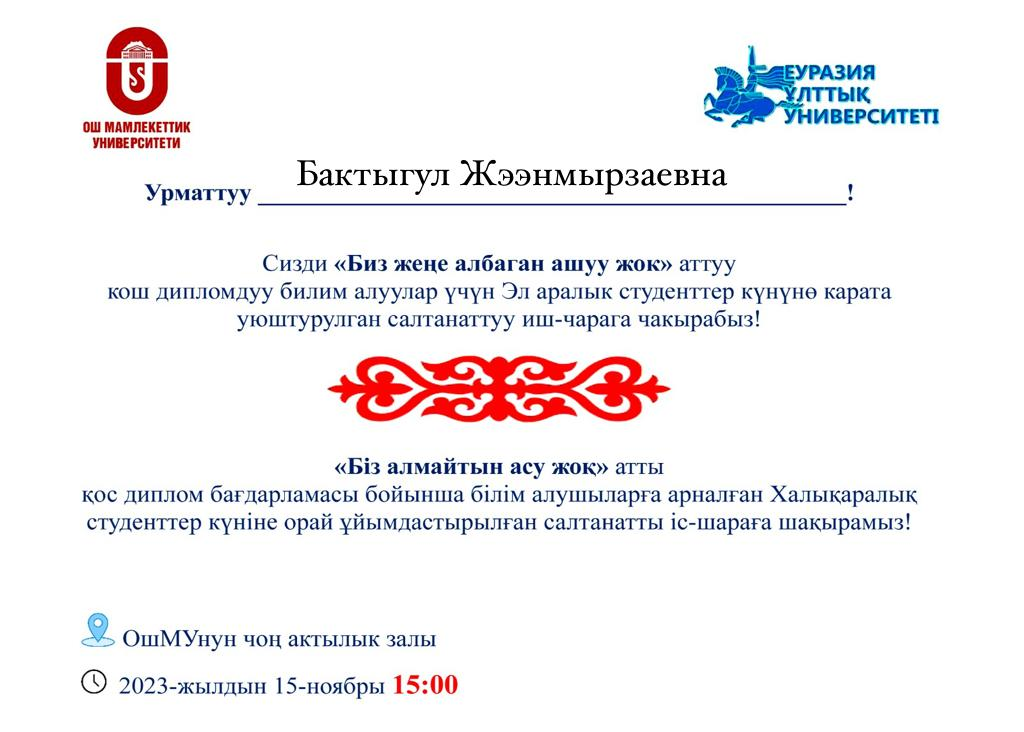 ОШ МАМЛЕКЕТТИК
УНИВЕРСИТЕТИ
ЕУРАЗИЯ
ҰЛТТЫҚ
УНИВЕРСИТЕТІ
Бактыгул Жээнмырзаевна
Урматтуу ____________________!
Сизди «Биз жеңе албаган ашуу жок» аттуу
кош дипломдуу билим алуулар үчүн Эл аралык студенттер күнүнө карата
уюштурулган салтанаттуу иш-чарага чакырабыз!
«Біз алмайтын асу жоқ» атты
қос диплом бағдарламасы бойынша білім алушыларға арналған Халықаралық
студенттер күніне орай ұйымдастырылған салтанатты іс-шараға шақырамыз!
ОшМУнун чоң актылык залы
2023-жылдын 15-ноябры 15:00